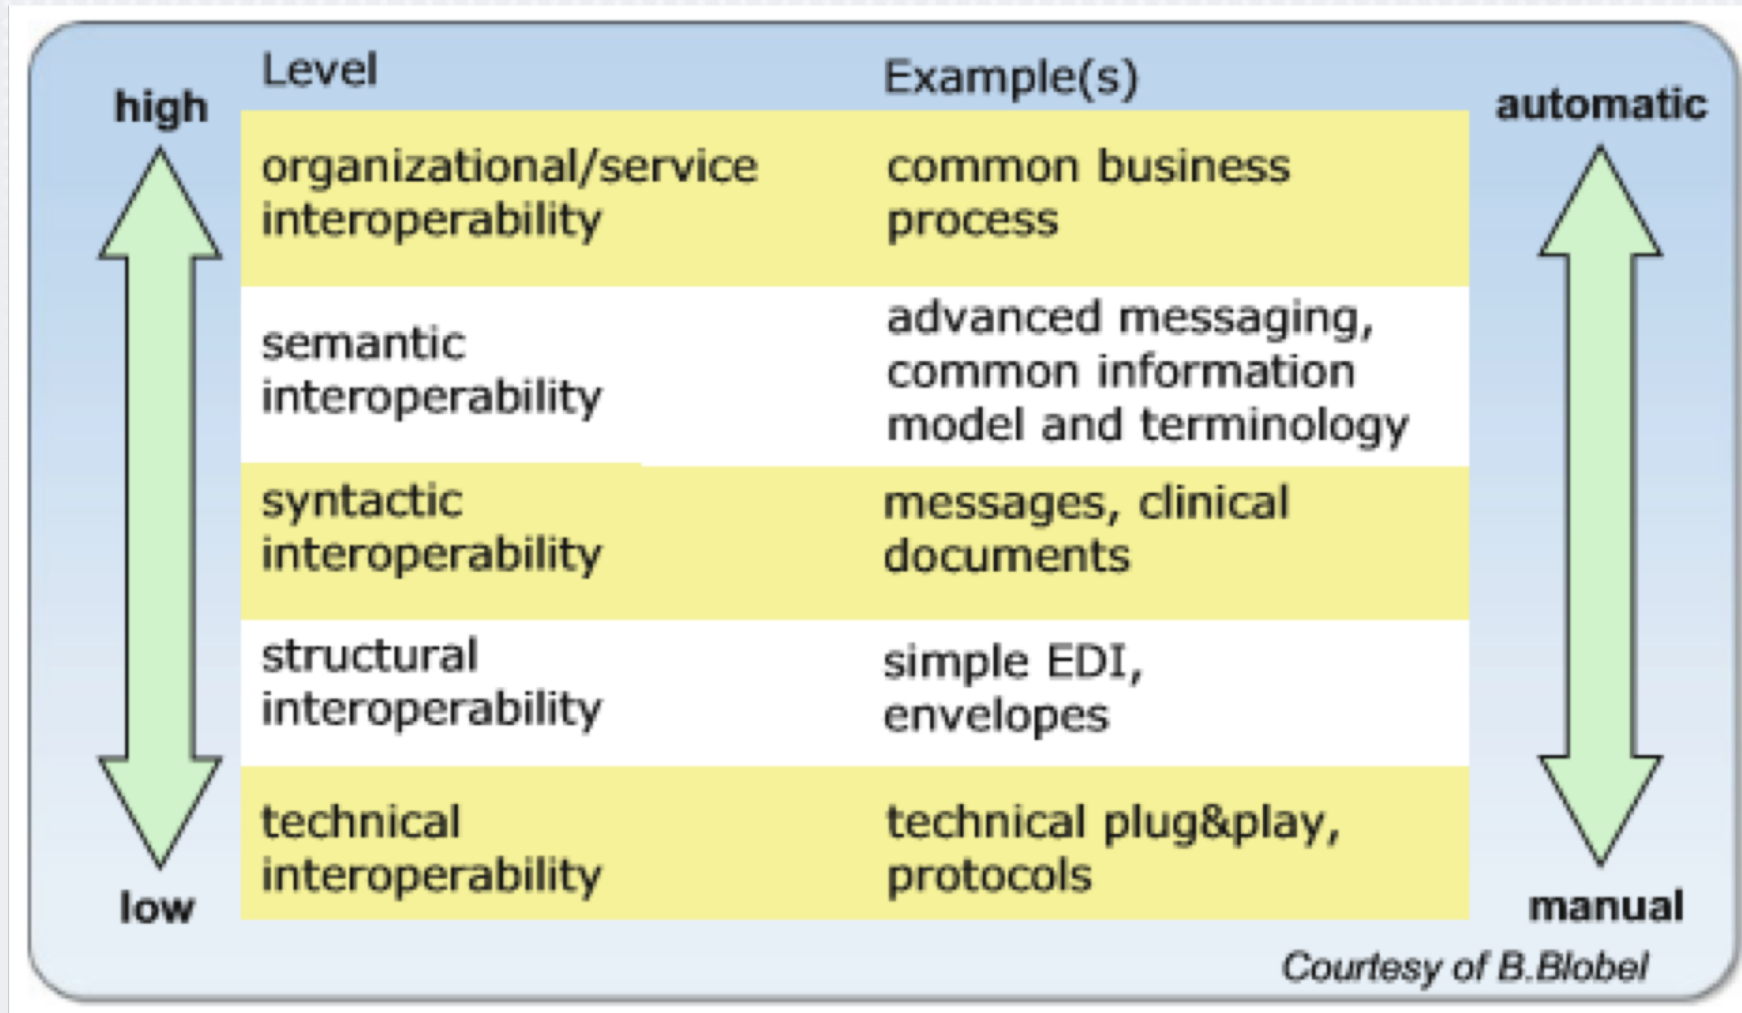 Level Example(s)
high
automatic
organizational/service common business
interoperability process
semantic advanced messaging,
interoperability common information
model and terminology
syntactic messages, clinical
interoperability documents
structural simple EDI,
interoperability envelopes
technical technical plug&play,
interoperability protocols
low
manual
Courtesy of B.Blobel